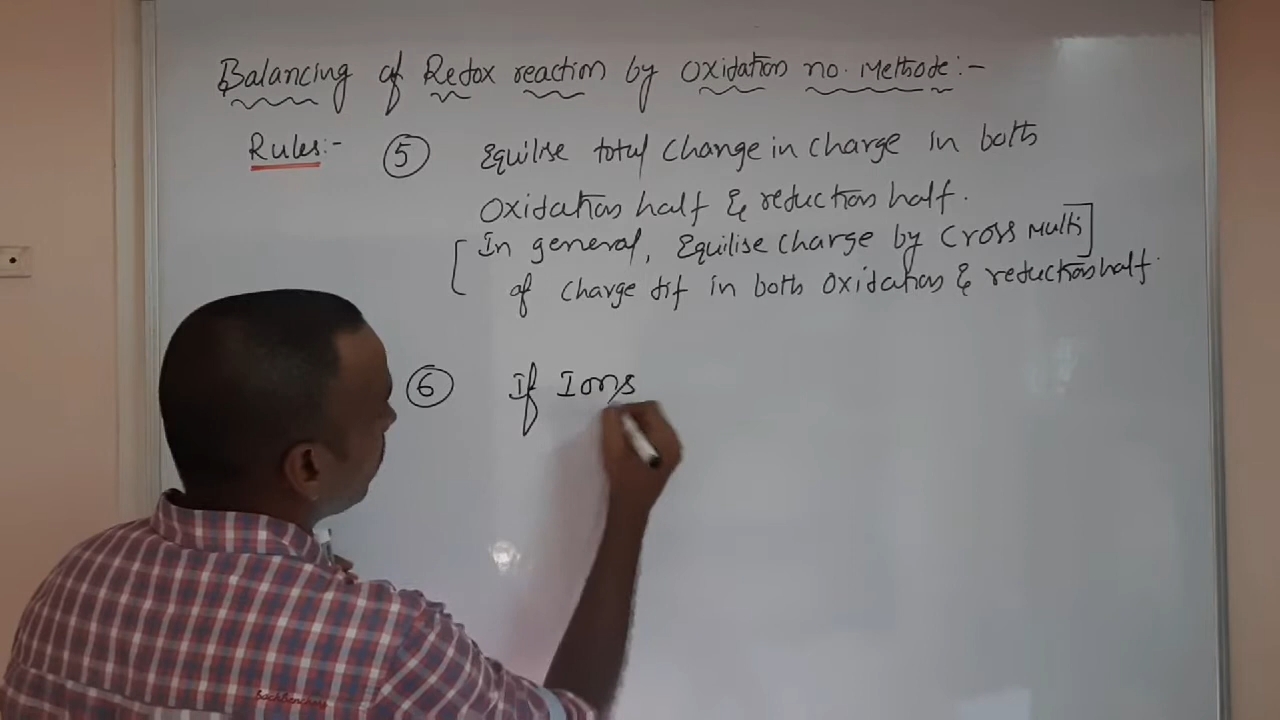 Balancing of Redox reaction by Oxidation no. Methode:-
Rules:- ⑤ Equilise total change in charge in both
Oxidation half & reduction half.
[In general, Equilise charge by Cross Multi]
of charge dif in both Oxidation & reduction half.
⑥ If Ions
BackBenchers